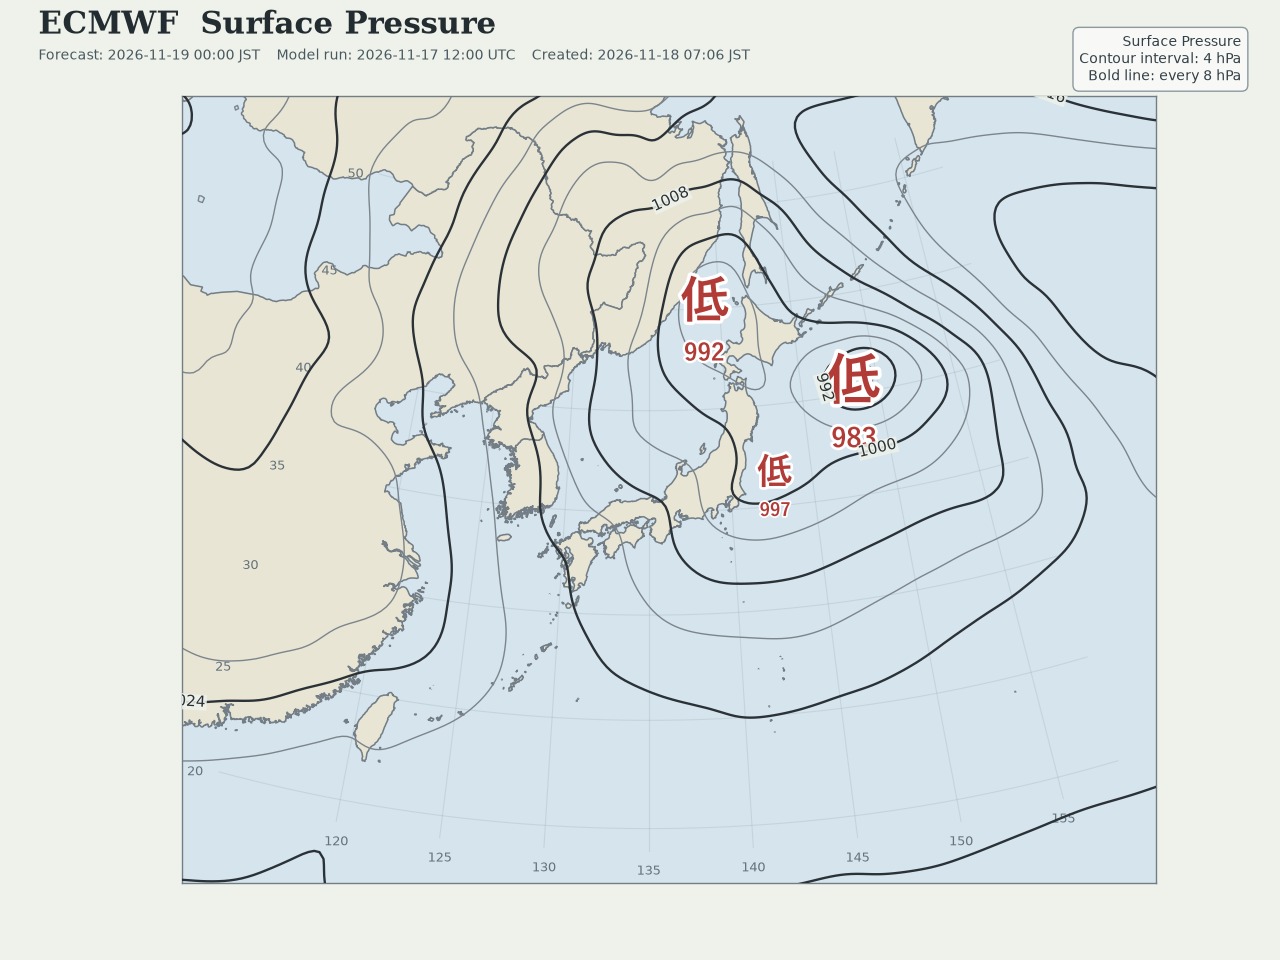 ECMWF  Surface Pressure
Forecast: 2026-11-19 00:00 JST    Model run: 2026-11-17 12:00 UTC    Created: 2026-11-18 07:06 JST
Surface Pressure
Contour interval: 4 hPa
Bold line: every 8 hPa
50
1008
45
低
992
40
992
低
983
1000
35
低
997
30
25
024
20
155
120
125
130
135
140
145
150